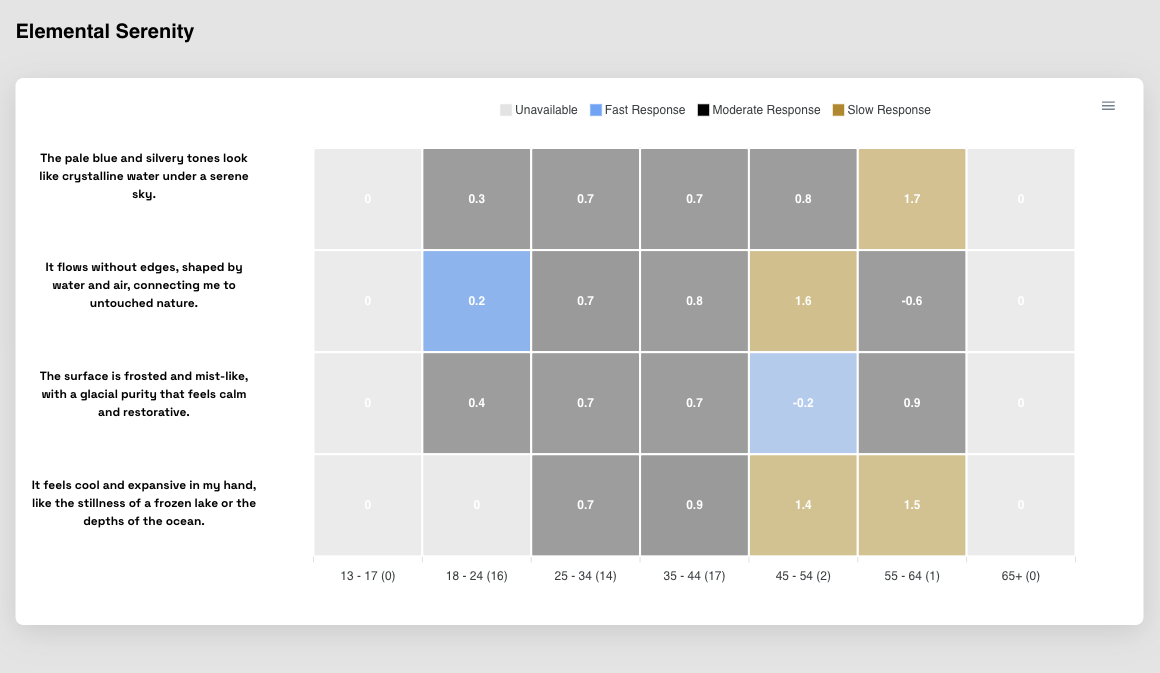 Elemental Serenity
Unavailable Fast Response Moderate Response Slow Response
The pale blue and silvery tones look
like crystalline water under a serene
sky.
0 0.3 0.7 0.7 0.8 1.7 0
It flows without edges, shaped by
water and air, connecting me to
untouched nature.
0 0.2 0.7 0.8 1.6 -0.6 0
The surface is frosted and mist-like,
with a glacial purity that feels calm
and restorative.
0 0.4 0.7 0.7 -0.2 0.9 0
It feels cool and expansive in my hand,
like the stillness of a frozen lake or the
depths of the ocean.
0 0 0.7 0.9 1.4 1.5 0
13 - 17 (0) 18 - 24 (16) 25 - 34 (14) 35 - 44 (17) 45 - 54 (2) 55 - 64 (1) 65+ (0)